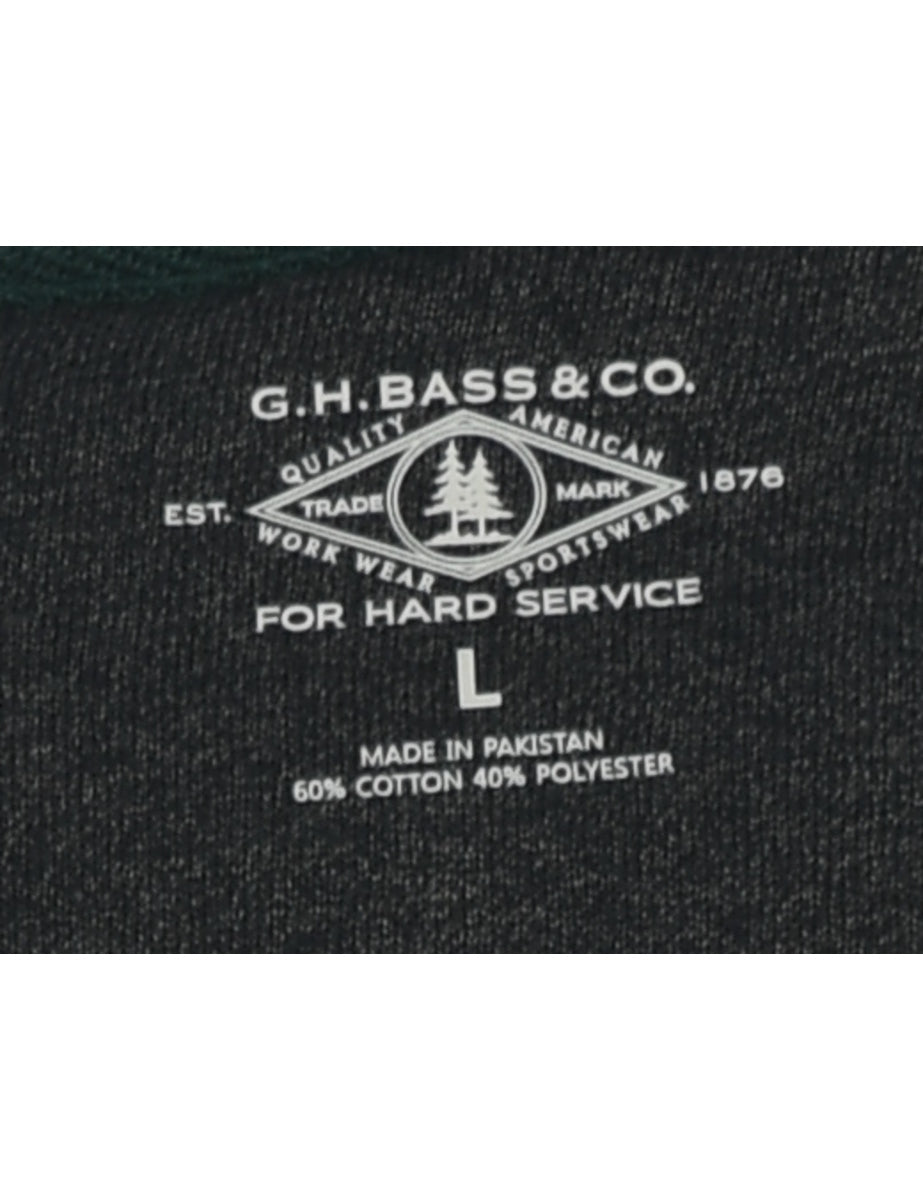 G.H.BASS & CO.
QUALITY AMERICAN
EST. TRADE MARK 1876
WORK WEAR SPORTSWEAR
FOR HARD SERVICE
L
MADE IN PAKISTAN
60% COTTON 40% POLYESTER